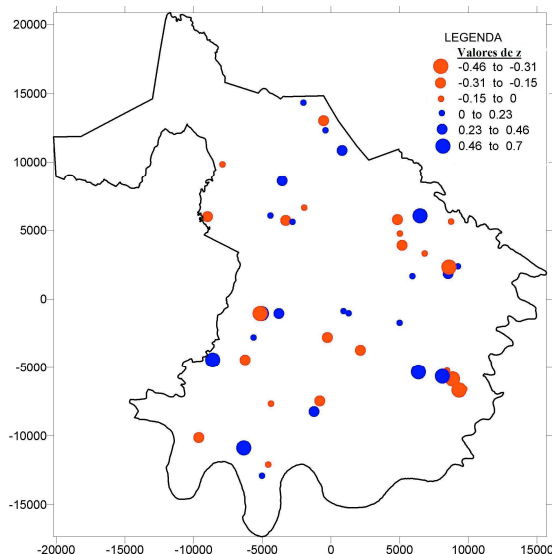 LEGENDA
Valores de z
-0.46 to -0.31
-0.31 to -0.15
-0.15 to 0
0 to 0.23
0.23 to 0.46
0.46 to 0.7
20000
15000
10000
5000
0
-5000
-10000
-15000
-20000 -15000 -10000 -5000 0 5000 10000 15000